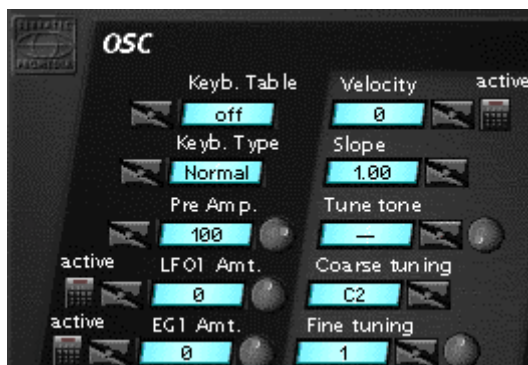 OSC
Keyb. Table
off
Keyb. Type
Normal
Pre Amp.
100
active
LFO1 Amt.
0
active
EG1 Amt.
0
Velocity
active
0
Slope
1.00
Tune tone
—
Coarse tuning
C2
Fine tuning
1